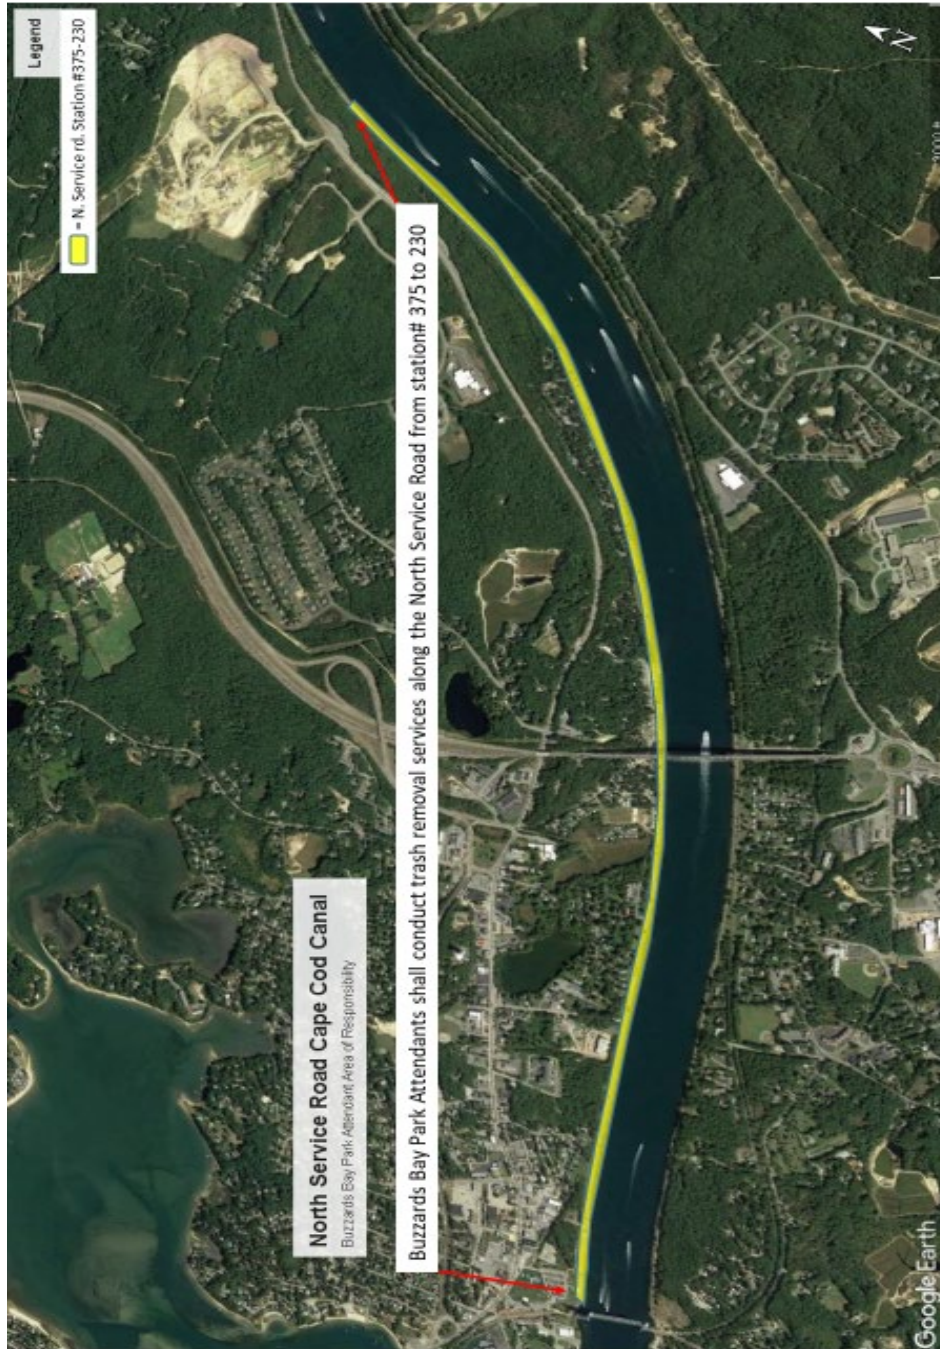 Legend
= N. Service rd. Station #375-230
North Service Road Cape Cod Canal
Buzzards Bay Park Attendant Area of Responsibility
Buzzards Bay Park Attendants shall conduct trash removal services along the North Service Road from station# 375 to 230
N
Google Earth